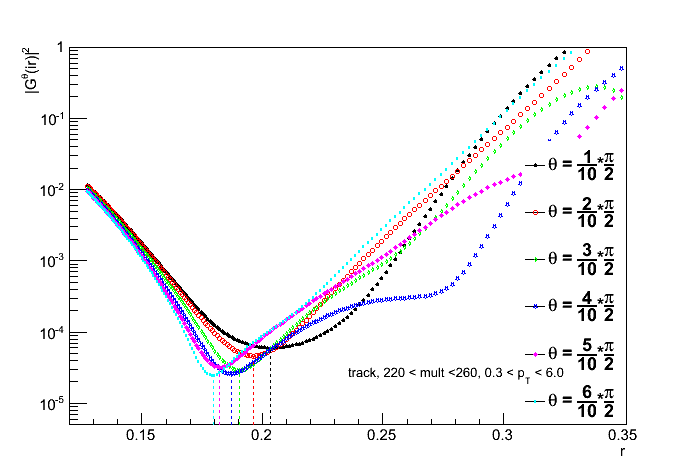 |G^θ(ir)|²
1
10⁻¹
10⁻²
10⁻³
10⁻⁴
10⁻⁵
θ = 1/10 * π/2
θ = 2/10 * π/2
θ = 3/10 * π/2
θ = 4/10 * π/2
θ = 5/10 * π/2
θ = 6/10 * π/2
track, 220 < mult <260, 0.3 < p_T < 6.0
0.15 0.2 0.25 0.3 0.35
r